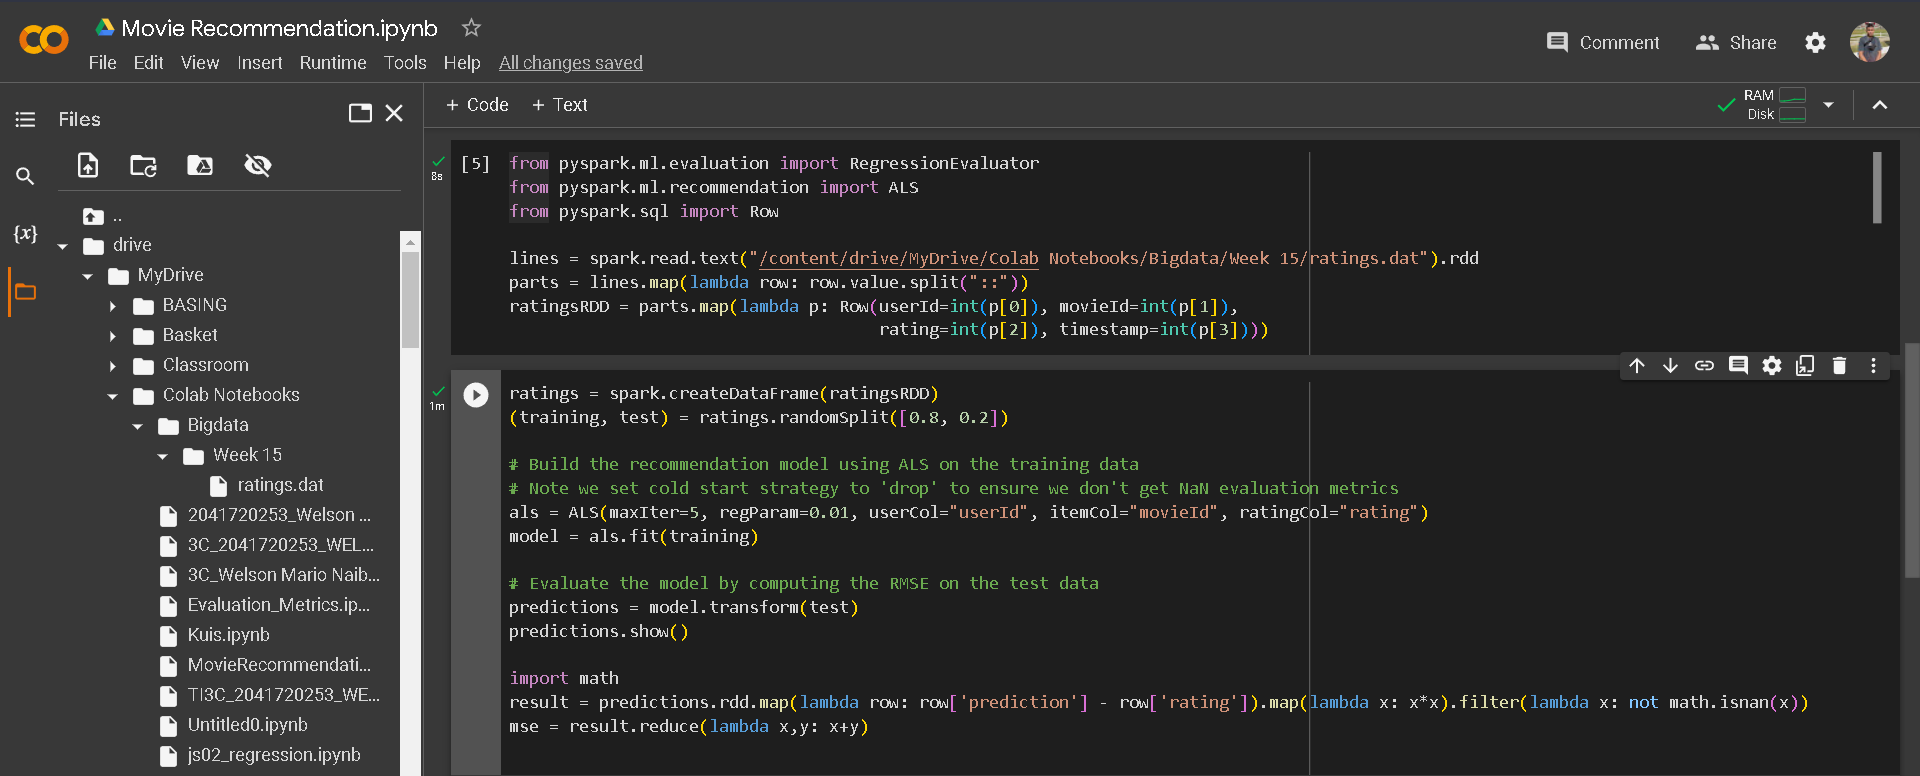 Movie Recommendation.ipynb
File Edit View Insert Runtime Tools Help All changes saved
Comment
Share
Files
+ Code + Text
RAM
Disk
..
drive
MyDrive
BASING
Basket
Classroom
Colab Notebooks
Bigdata
Week 15
ratings.dat
2041720253_Welson ...
3C_2041720253_WEL...
3C_Welson Mario Naib...
Evaluation_Metrics.ip...
Kuis.ipynb
MovieRecommendati...
TI3C_2041720253_WE...
Untitled0.ipynb
js02_regression.ipynb
{x}
8s
[5]
from pyspark.ml.evaluation import RegressionEvaluator
from pyspark.ml.recommendation import ALS
from pyspark.sql import Row
lines = spark.read.text("/content/drive/MyDrive/Colab Notebooks/Bigdata/Week 15/ratings.dat").rdd
parts = lines.map(lambda row: row.value.split("::"))
ratingsRDD = parts.map(lambda p: Row(userId=int(p[0]), movieId=int(p[1]),
rating=int(p[2]), timestamp=int(p[3])))
1m
ratings = spark.createDataFrame(ratingsRDD)
(training, test) = ratings.randomSplit([0.8, 0.2])
# Build the recommendation model using ALS on the training data
# Note we set cold start strategy to 'drop' to ensure we don't get NaN evaluation metrics
als = ALS(maxIter=5, regParam=0.01, userCol="userId", itemCol="movieId", ratingCol="rating")
model = als.fit(training)
# Evaluate the model by computing the RMSE on the test data
predictions = model.transform(test)
predictions.show()
import math
result = predictions.rdd.map(lambda row: row['prediction'] - row['rating']).map(lambda x: x*x).filter(lambda x: not math.isnan(x))
mse = result.reduce(lambda x,y: x+y)